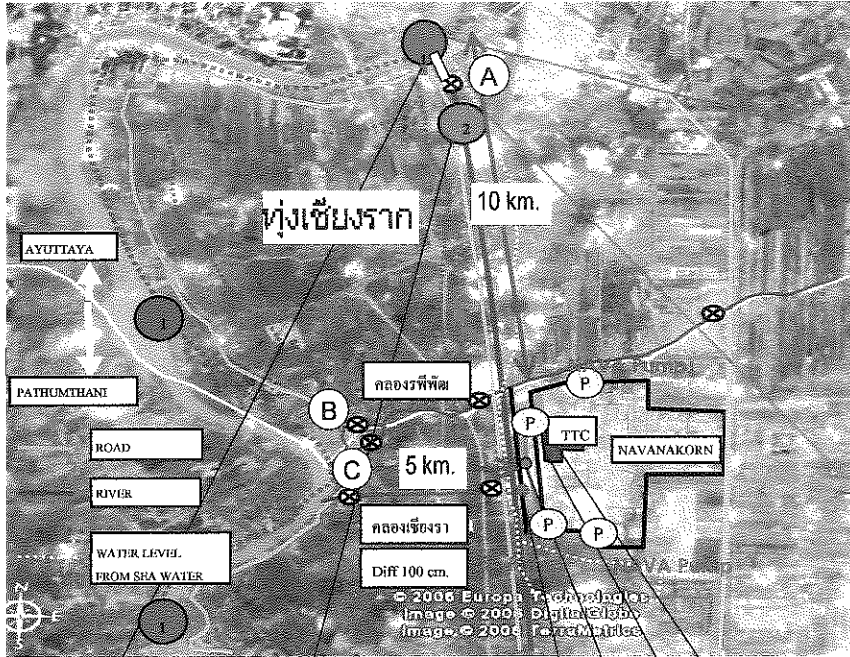 A
2
ทุ่งเชียงราก
10 km.
AYUTTAYA
1
PATHUMTHANI
คลองรพีพัฒ
P
B
P
TTC
NAVANAKORN
ROAD
C
5 km.
RIVER
คลองเชียงรา
P
P
WATER LEVEL
FROM SEA WATER
Diff 100 cm.
N
E
S
© 2006 Europa Technologies
Image © 2006 DigitalGlobe
Image © 2006 TerraMetrics